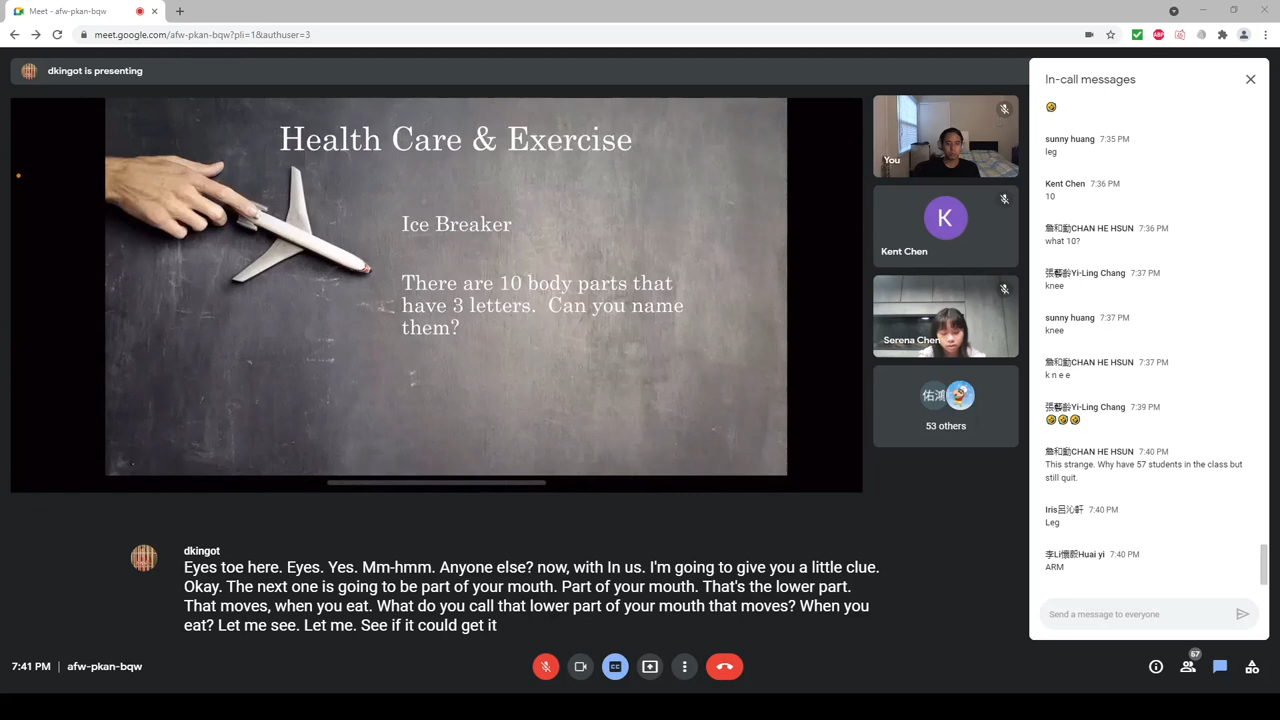 Meet - afw-pkan-bqw
meet.google.com/afw-pkan-bqw?pli=1&authuser=3
ABP
dkingot is presenting
Health Care & Exercise
Ice Breaker
There are 10 body parts that
have 3 letters. Can you name
them?
You
K
Kent Chen
Serena Chen
佑鴻
53 others
In-call messages
sunny huang 7:35 PM
leg
Kent Chen 7:36 PM
10
詹和勳CHAN HE HSUN 7:36 PM
what 10?
張藝齡Yi-Ling Chang 7:37 PM
knee
sunny huang 7:37 PM
knee
詹和勳CHAN HE HSUN 7:37 PM
k n e e
張藝齡Yi-Ling Chang 7:39 PM
詹和勳CHAN HE HSUN 7:40 PM
This strange. Why have 57 students in the class but
still quit.
Iris呂沁軒 7:40 PM
Leg
李Li懷毅Huai yi 7:40 PM
ARM
Send a message to everyone
dkingot
Eyes toe here. Eyes. Yes. Mm-hmm. Anyone else? now, with In us. I'm going to give you a little clue.
Okay. The next one is going to be part of your mouth. Part of your mouth. That's the lower part.
That moves, when you eat. What do you call that lower part of your mouth that moves? When you
eat? Let me see. Let me. See if it could get it
7:41 PM | afw-pkan-bqw
CC
57